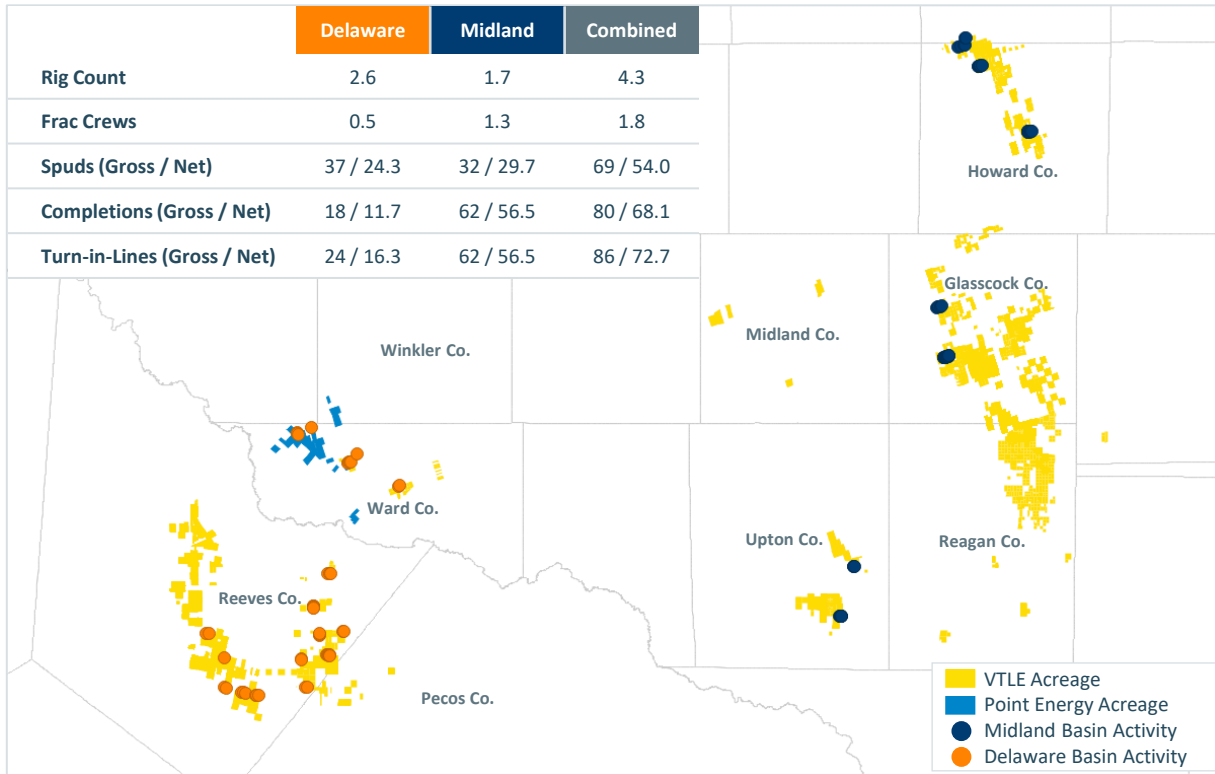 Delaware Midland Combined
Rig Count 2.6 1.7 4.3
Frac Crews 0.5 1.3 1.8
Spuds (Gross / Net) 37 / 24.3 32 / 29.7 69 / 54.0
Completions (Gross / Net) 18 / 11.7 62 / 56.5 80 / 68.1
Turn-in-Lines (Gross / Net) 24 / 16.3 62 / 56.5 86 / 72.7
Howard Co.
Glasscock Co.
Midland Co.
Winkler Co.
Ward Co.
Upton Co.
Reagan Co.
Reeves Co.
Pecos Co.
VTLE Acreage
Point Energy Acreage
Midland Basin Activity
Delaware Basin Activity